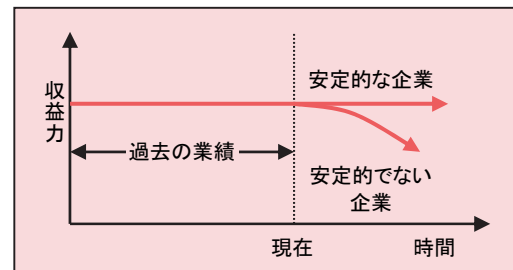 収益力
安定的な企業
過去の業績
安定的でない
企業
現在
時間